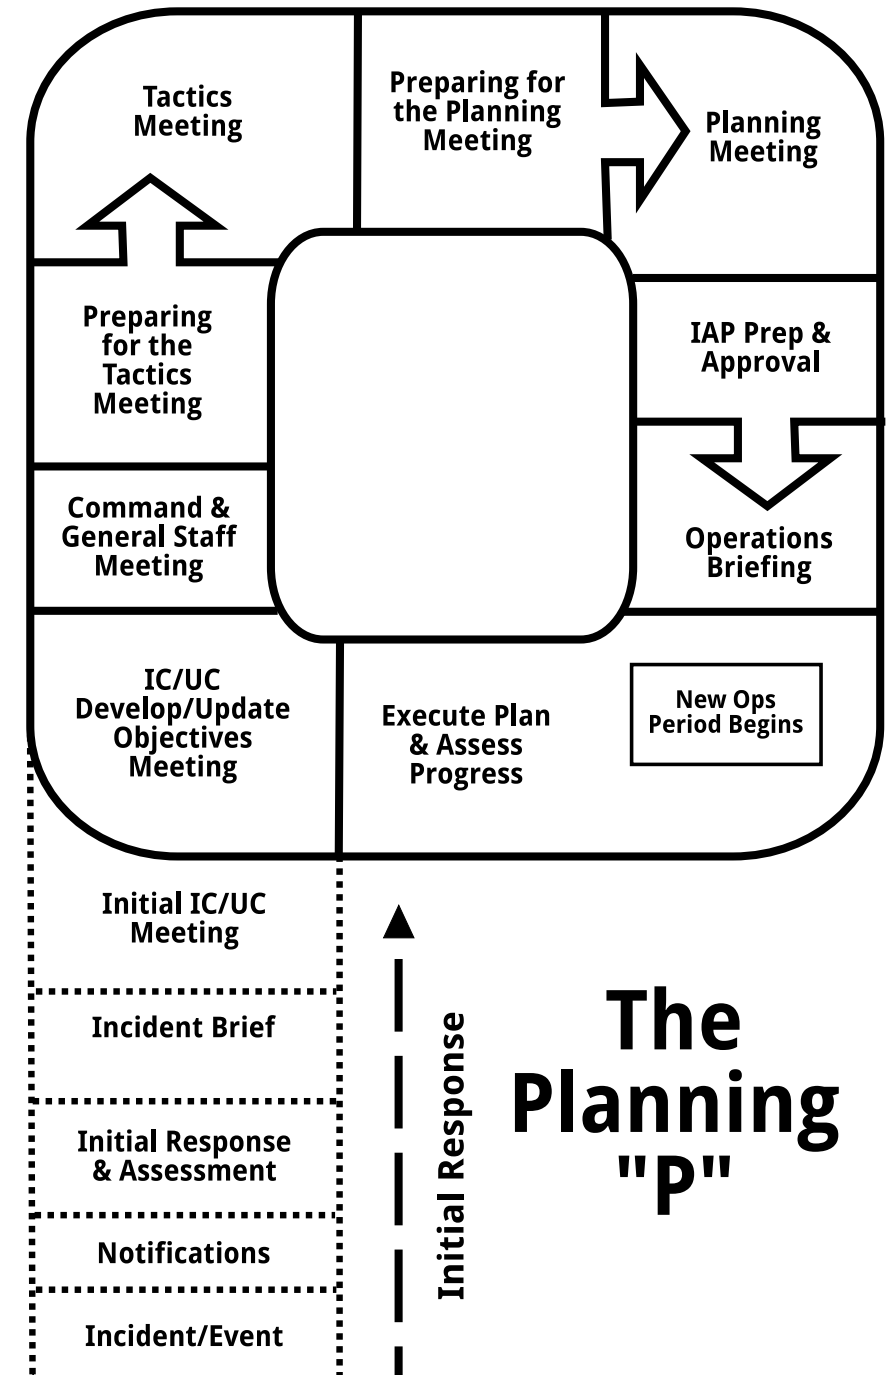 Tactics
Meeting
Preparing for
the Planning
Meeting
Planning
Meeting
Preparing
for the
Tactics
Meeting
IAP Prep &
Approval
Command &
General Staff
Meeting
Operations
Briefing
IC/UC
Develop/Update
Objectives
Meeting
Execute Plan
& Assess
Progress
New Ops
Period Begins
Initial IC/UC
Meeting
Incident Brief
Initial Response
& Assessment
Notifications
Incident/Event
Initial Response
The
Planning
"P"